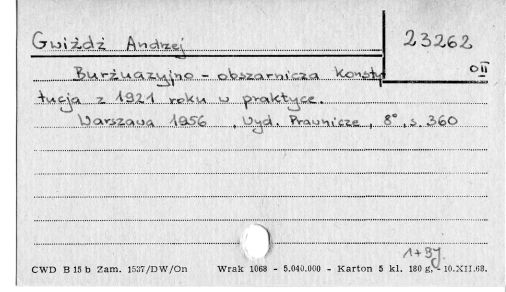 Gwiżdż Andrzej
23262
OII
Burżuazyjno - obszarnicza konsty
tucja z 1921 roku w praktyce.
Warszawa 1956 , Wyd. Prawnicze, 8°, s. 360
1+9J.
CWD B 15 b Zam. 1537/DW/On Wrak 1068 - 5.040.000 - Karton 5 kl. 180 g. - 10.XII.68.